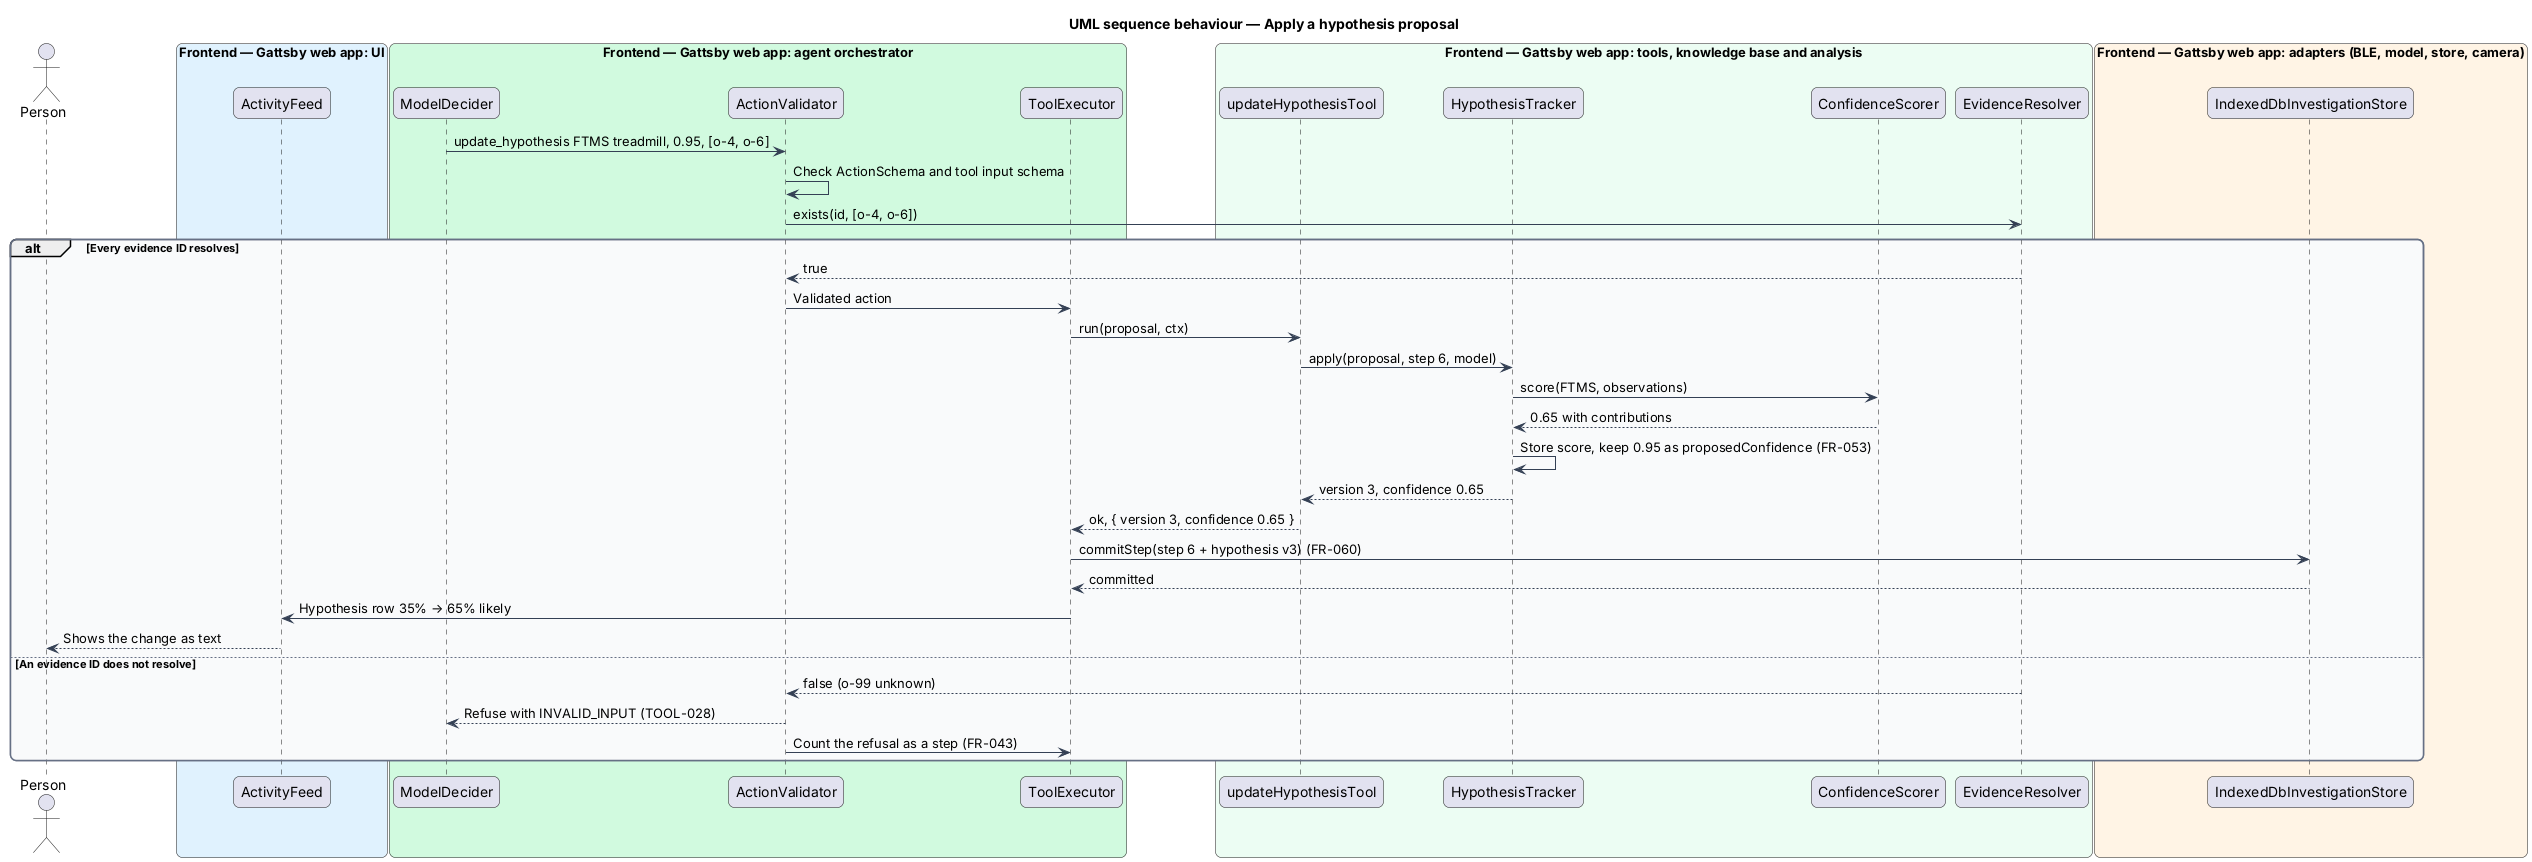 UML sequence behaviour — Apply a hypothesis proposal
Frontend — Gattsby web app: UI
Frontend — Gattsby web app: agent orchestrator
Frontend — Gattsby web app: tools, knowledge base and analysis
Frontend — Gattsby web app: adapters (BLE, model, store, camera)
Person
ActivityFeed
ModelDecider
ActionValidator
ToolExecutor
updateHypothesisTool
HypothesisTracker
ConfidenceScorer
EvidenceResolver
IndexedDbInvestigationStore
update_hypothesis FTMS treadmill, 0.95, [o-4, o-6]
Check ActionSchema and tool input schema
exists(id, [o-4, o-6])
alt
[Every evidence ID resolves]
true
Validated action
run(proposal, ctx)
apply(proposal, step 6, model)
score(FTMS, observations)
0.65 with contributions
Store score, keep 0.95 as proposedConfidence (FR-053)
version 3, confidence 0.65
ok, { version 3, confidence 0.65 }
commitStep(step 6 + hypothesis v3) (FR-060)
committed
Hypothesis row 35% → 65% likely
Shows the change as text
[An evidence ID does not resolve]
false (o-99 unknown)
Refuse with INVALID_INPUT (TOOL-028)
Count the refusal as a step (FR-043)
Person
ActivityFeed
ModelDecider
ActionValidator
ToolExecutor
updateHypothesisTool
HypothesisTracker
ConfidenceScorer
EvidenceResolver
IndexedDbInvestigationStore